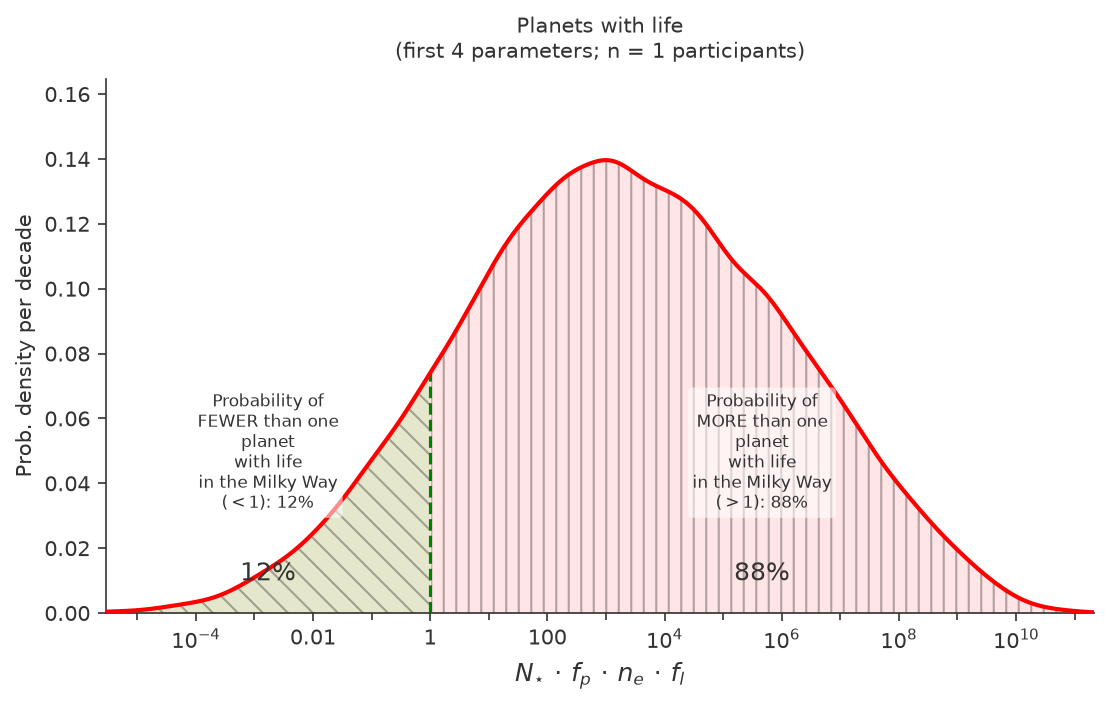 Planets with life
(first 4 parameters; n = 1 participants)
Prob. density per decade
0.16
0.14
0.12
0.10
0.08
0.06
0.04
0.02
0.00
Probability of
FEWER than one
planet
with life
in the Milky Way
(<1): 12%
12%
Probability of
MORE than one
planet
with life
in the Milky Way
(>1): 88%
88%
10⁻⁴
0.01
1
100
10⁴
10⁶
10⁸
10¹⁰
N⋆ · fₚ · nₑ · fₗ